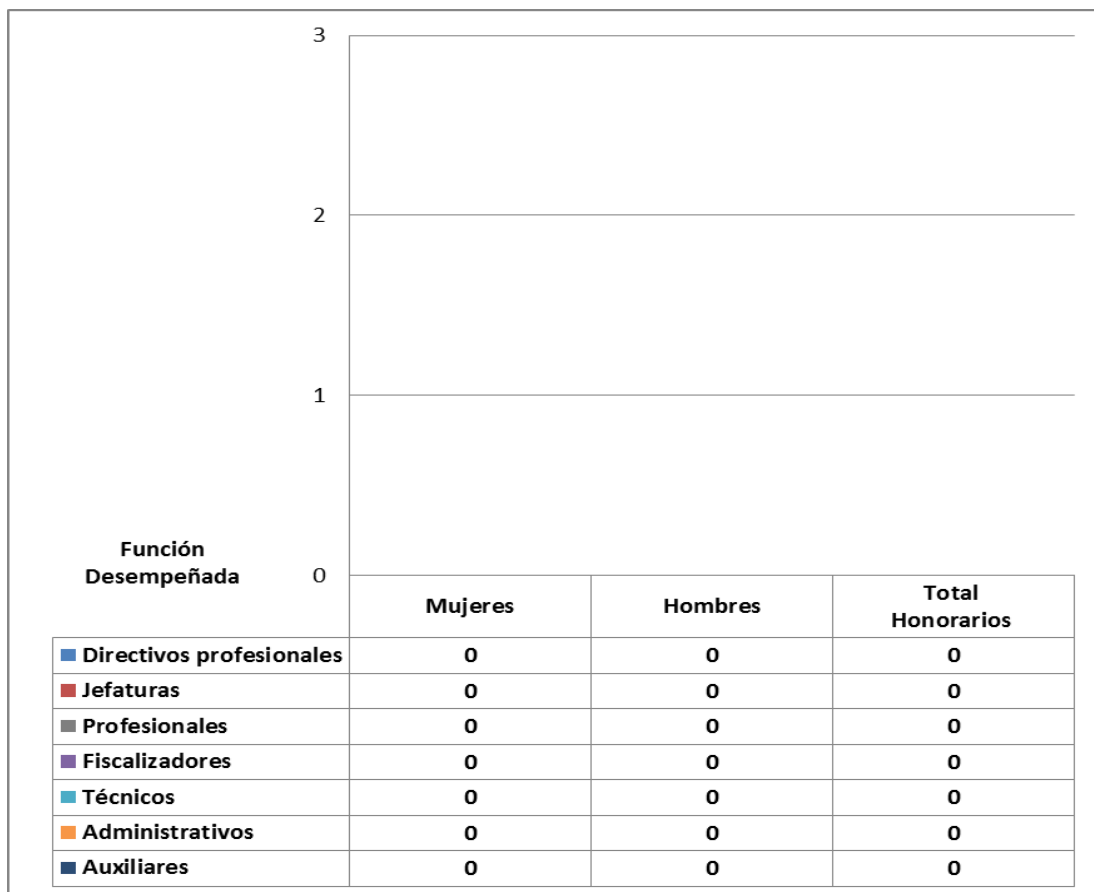 3
2
1
0
Función
Desempeñada
Mujeres Hombres Total
Honorarios
Directivos profesionales 0 0 0
Jefaturas 0 0 0
Profesionales 0 0 0
Fiscalizadores 0 0 0
Técnicos 0 0 0
Administrativos 0 0 0
Auxiliares 0 0 0